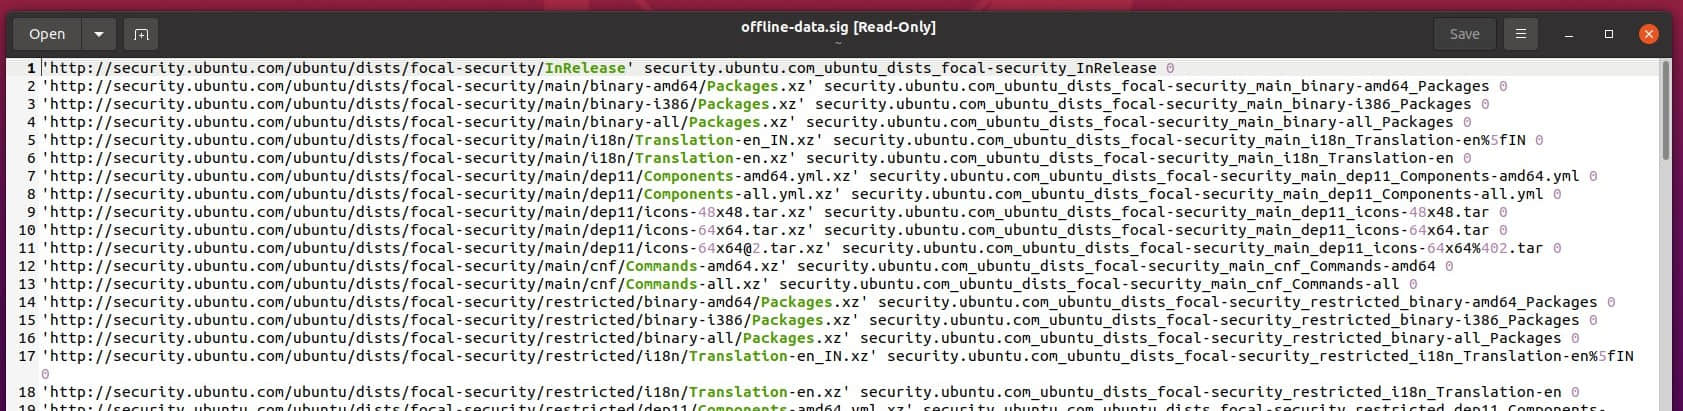 Open
offline-data.sig [Read-Only]
~
Save
1 'http://security.ubuntu.com/ubuntu/dists/focal-security/InRelease' security.ubuntu.com_ubuntu_dists_focal-security_InRelease 0
2 'http://security.ubuntu.com/ubuntu/dists/focal-security/main/binary-amd64/Packages.xz' security.ubuntu.com_ubuntu_dists_focal-security_main_binary-amd64_Packages 0
3 'http://security.ubuntu.com/ubuntu/dists/focal-security/main/binary-i386/Packages.xz' security.ubuntu.com_ubuntu_dists_focal-security_main_binary-i386_Packages 0
4 'http://security.ubuntu.com/ubuntu/dists/focal-security/main/binary-all/Packages.xz' security.ubuntu.com_ubuntu_dists_focal-security_main_binary-all_Packages 0
5 'http://security.ubuntu.com/ubuntu/dists/focal-security/main/i18n/Translation-en_IN.xz' security.ubuntu.com_ubuntu_dists_focal-security_main_i18n_Translation-en%5fIN 0
6 'http://security.ubuntu.com/ubuntu/dists/focal-security/main/i18n/Translation-en.xz' security.ubuntu.com_ubuntu_dists_focal-security_main_i18n_Translation-en 0
7 'http://security.ubuntu.com/ubuntu/dists/focal-security/main/dep11/Components-amd64.yml.xz' security.ubuntu.com_ubuntu_dists_focal-security_main_dep11_Components-amd64.yml 0
8 'http://security.ubuntu.com/ubuntu/dists/focal-security/main/dep11/Components-all.yml.xz' security.ubuntu.com_ubuntu_dists_focal-security_main_dep11_Components-all.yml 0
9 'http://security.ubuntu.com/ubuntu/dists/focal-security/main/dep11/icons-48x48.tar.xz' security.ubuntu.com_ubuntu_dists_focal-security_main_dep11_icons-48x48.tar 0
10 'http://security.ubuntu.com/ubuntu/dists/focal-security/main/dep11/icons-64x64.tar.xz' security.ubuntu.com_ubuntu_dists_focal-security_main_dep11_icons-64x64.tar 0
11 'http://security.ubuntu.com/ubuntu/dists/focal-security/main/dep11/icons-64x64@2.tar.xz' security.ubuntu.com_ubuntu_dists_focal-security_main_dep11_icons-64x64%402.tar 0
12 'http://security.ubuntu.com/ubuntu/dists/focal-security/main/cnf/Commands-amd64.xz' security.ubuntu.com_ubuntu_dists_focal-security_main_cnf_Commands-amd64 0
13 'http://security.ubuntu.com/ubuntu/dists/focal-security/main/cnf/Commands-all.xz' security.ubuntu.com_ubuntu_dists_focal-security_main_cnf_Commands-all 0
14 'http://security.ubuntu.com/ubuntu/dists/focal-security/restricted/binary-amd64/Packages.xz' security.ubuntu.com_ubuntu_dists_focal-security_restricted_binary-amd64_Packages 0
15 'http://security.ubuntu.com/ubuntu/dists/focal-security/restricted/binary-i386/Packages.xz' security.ubuntu.com_ubuntu_dists_focal-security_restricted_binary-i386_Packages 0
16 'http://security.ubuntu.com/ubuntu/dists/focal-security/restricted/binary-all/Packages.xz' security.ubuntu.com_ubuntu_dists_focal-security_restricted_binary-all_Packages 0
17 'http://security.ubuntu.com/ubuntu/dists/focal-security/restricted/i18n/Translation-en_IN.xz' security.ubuntu.com_ubuntu_dists_focal-security_restricted_i18n_Translation-en%5fIN
0
18 'http://security.ubuntu.com/ubuntu/dists/focal-security/restricted/i18n/Translation-en.xz' security.ubuntu.com_ubuntu_dists_focal-security_restricted_i18n_Translation-en 0
19 'http://security.ubuntu.com/ubuntu/dists/focal-security/restricted/dep11/Components-amd64.yml.xz' security.ubuntu.com_ubuntu_dists_focal-security_restricted_dep11_Components-